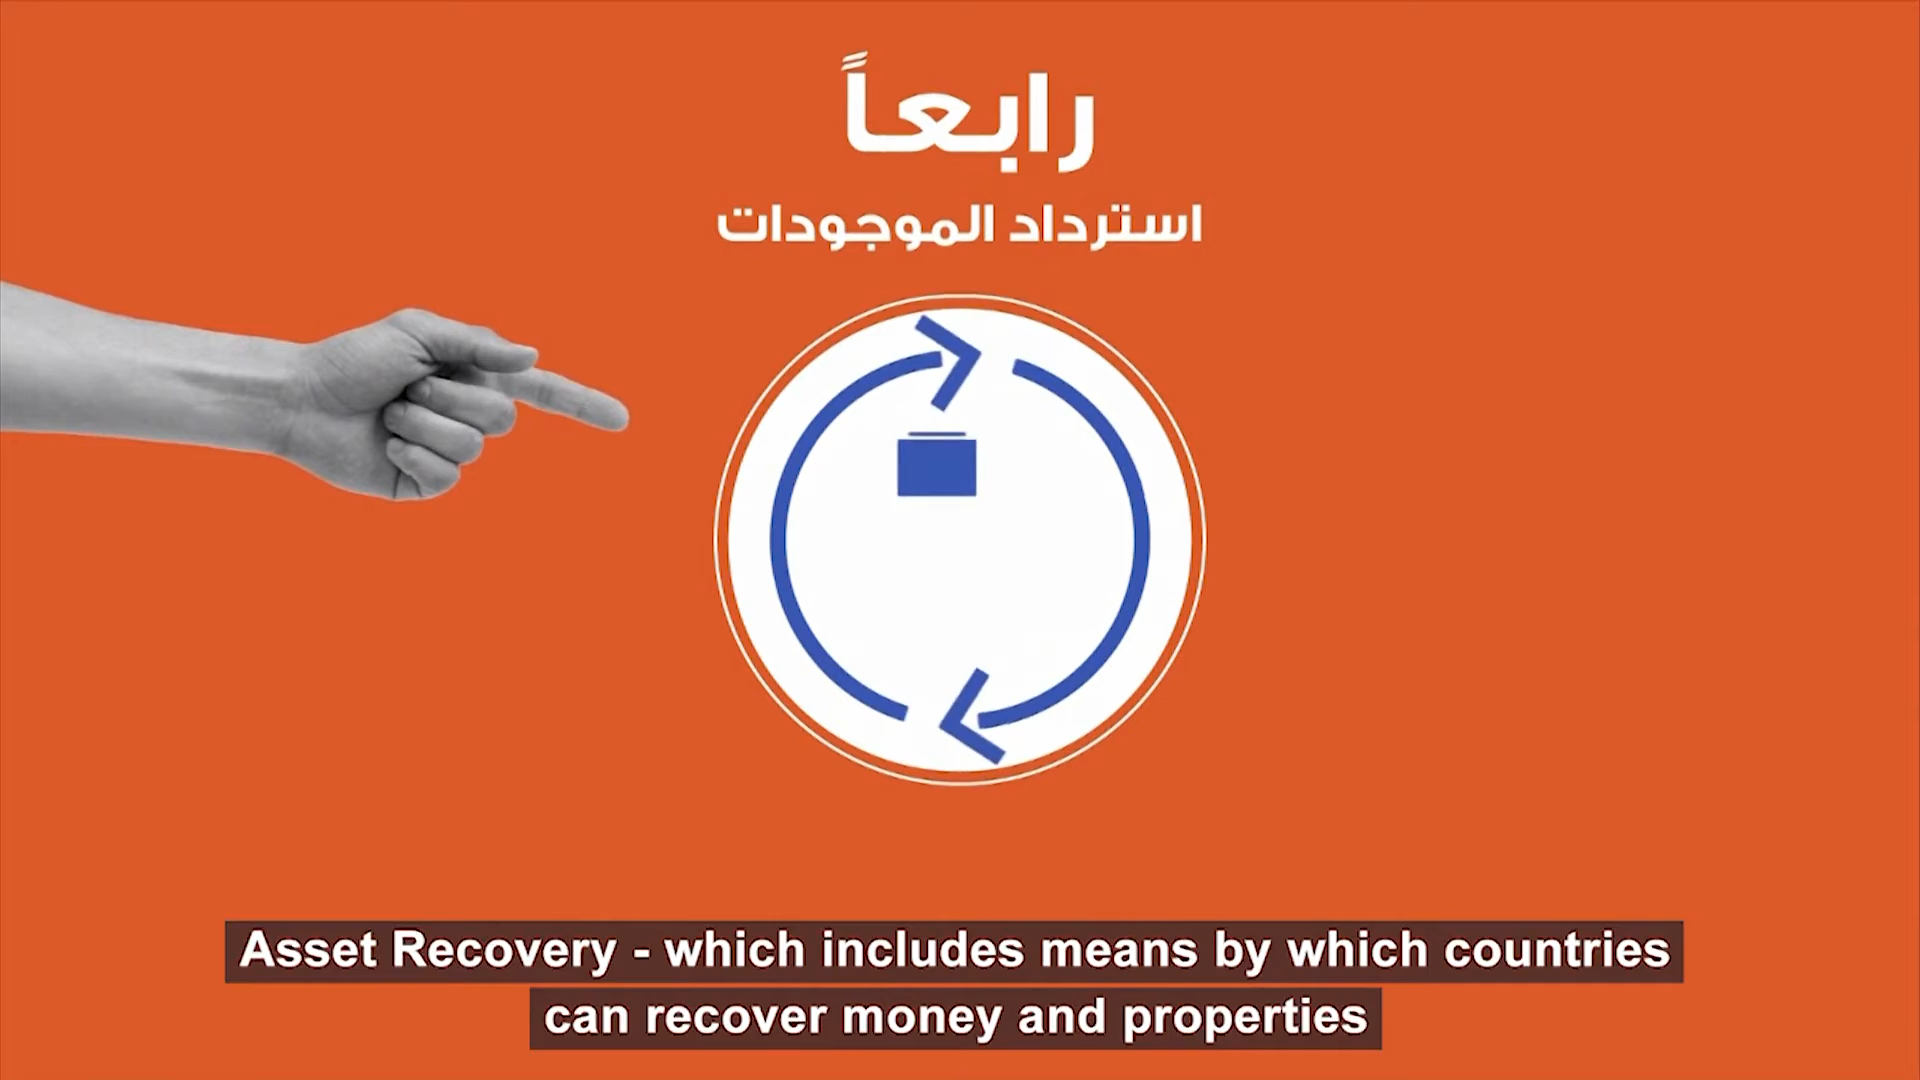 رابعاً
استرداد الموجودات
Asset Recovery - which includes means by which countries
can recover money and properties